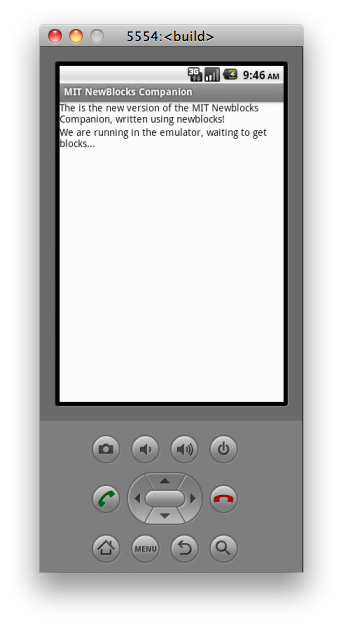 5554:<build>
3G
9:46 AM
MIT NewBlocks Companion
The is the new version of the MIT Newblocks
Companion, written using newblocks!
We are running in the emulator, waiting to get
blocks...
MENU